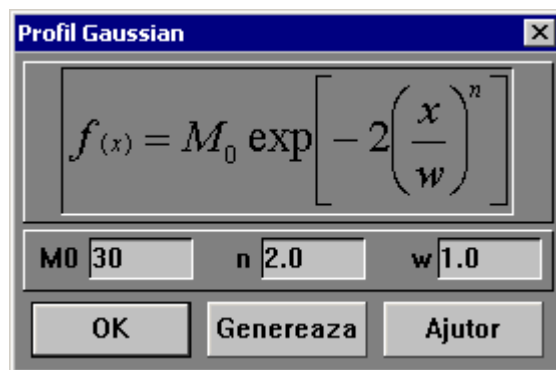 Profil Gaussian
f(x) = M₀ exp[ − 2(x/w)ⁿ ]
M0 30 n 2.0 w 1.0
OK Genereaza Ajutor